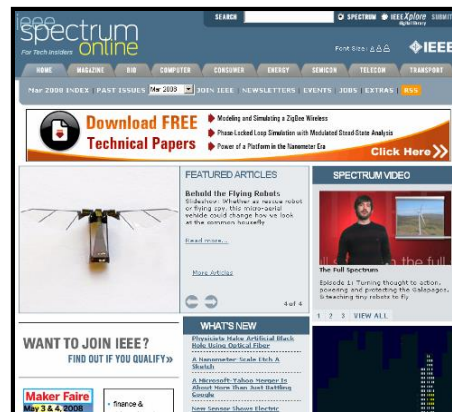 SEARCH
SPECTRUM
IEEE Xplore
digital library
SUBMIT
ieee
spectrum
online
For Tech Insiders
Font Size: A A A
IEEE
HOME
MAGAZINE
BIO
COMPUTER
CONSUMER
ENERGY
SEMICON
TELECOM
TRANSPORT
Mar 2008 INDEX | PAST ISSUES Mar 2008 JOIN IEEE | NEWSLETTERS | EVENTS | JOBS | EXTRAS | RSS
Download FREE
Technical Papers
Modeling and Simulating a ZigBee Wireless
Phase-Locked Loop Simulation with Modulated Stead-State Analysis
Power of a Platform in the Nanometer Era
Click Here
FEATURED ARTICLES
Behold the Flying Robots
Slideshow: Whether as rescue robot
or flying spy, this micro-aerial
vehicle could change how we look
at the common housefly
Read more...
More Articles
4 of 4
SPECTRUM VIDEO
full s
n the full
The Full Spectrum
Episode 1: Turning thought to action,
powering and protecting the Galapagos,
& teaching tiny robots to fly
1 2 3 VIEW ALL
WANT TO JOIN IEEE?
FIND OUT IF YOU QUALIFY»
WHAT'S NEW
Physicists Make Artificial Black
Hole Using Optical Fiber
A Nanometer Scale Etch A
Sketch
A Microsoft-Yahoo Merger Is
About More Than Just Battling
Google
New Sensor Shows Electric
Maker Faire
May 3 & 4, 2008
• finance &